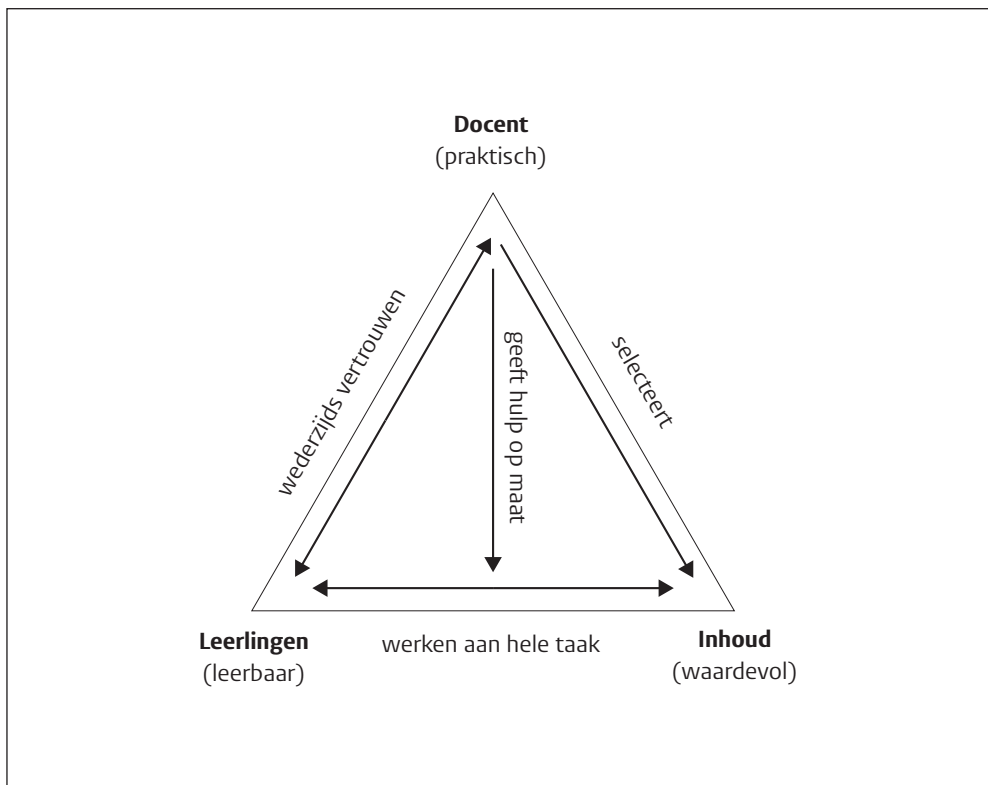 Docent
(praktisch)
wederzijds vertrouwen
geeft hulp op maat
selecteert
Leerlingen
(leerbaar)
werken aan hele taak
Inhoud
(waardevol)